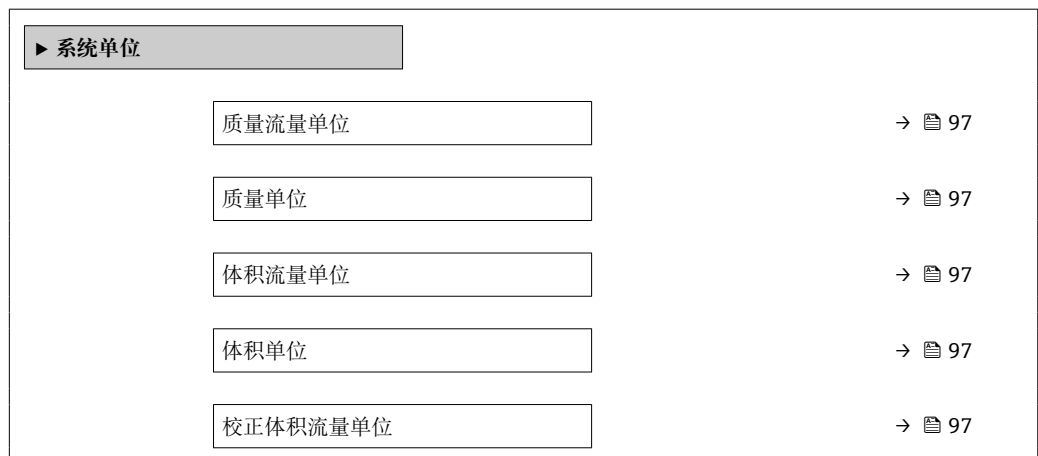 ▶ 系统单位
质量流量单位 → 97
质量单位 → 97
体积流量单位 → 97
体积单位 → 97
校正体积流量单位 → 97